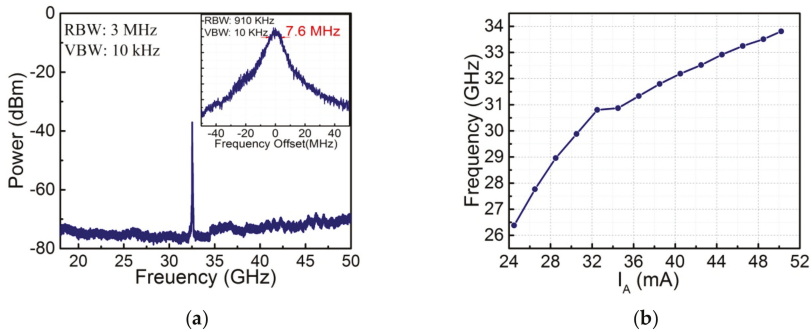 RBW: 3 MHz
VBW: 10 kHz
RBW: 910 KHz
VBW: 10 KHz
7.6 MHz
-40 -20 0 20 40
Frequency Offset(MHz)
Power (dBm)
0
-20
-40
-60
-80
20 25 30 35 40 45 50
Freuency (GHz)
(a)
Frequency (GHz)
34
33
32
31
30
29
28
27
26
24 28 32 36 40 44 48 52
I_A (mA)
(b)